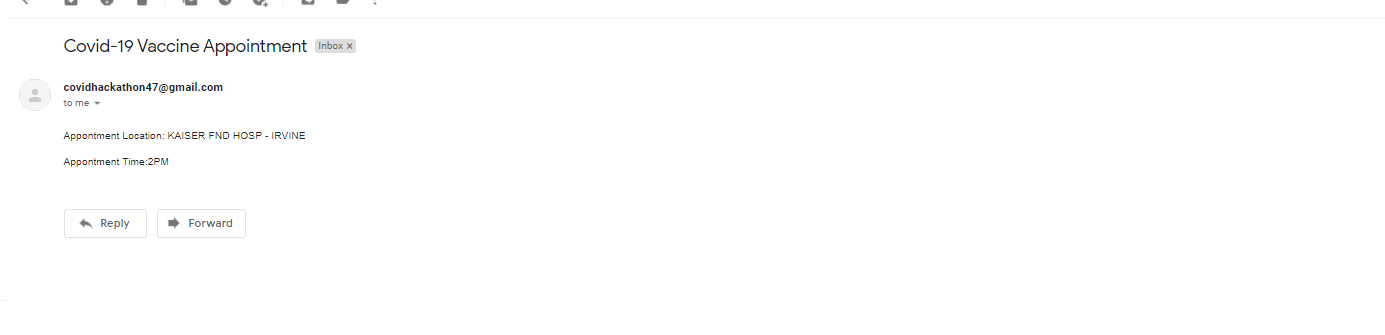 Covid-19 Vaccine Appointment Inbox x
covidhackathon47@gmail.com
to me
Appontment Location: KAISER FND HOSP - IRVINE
Appontment Time:2PM
Reply Forward